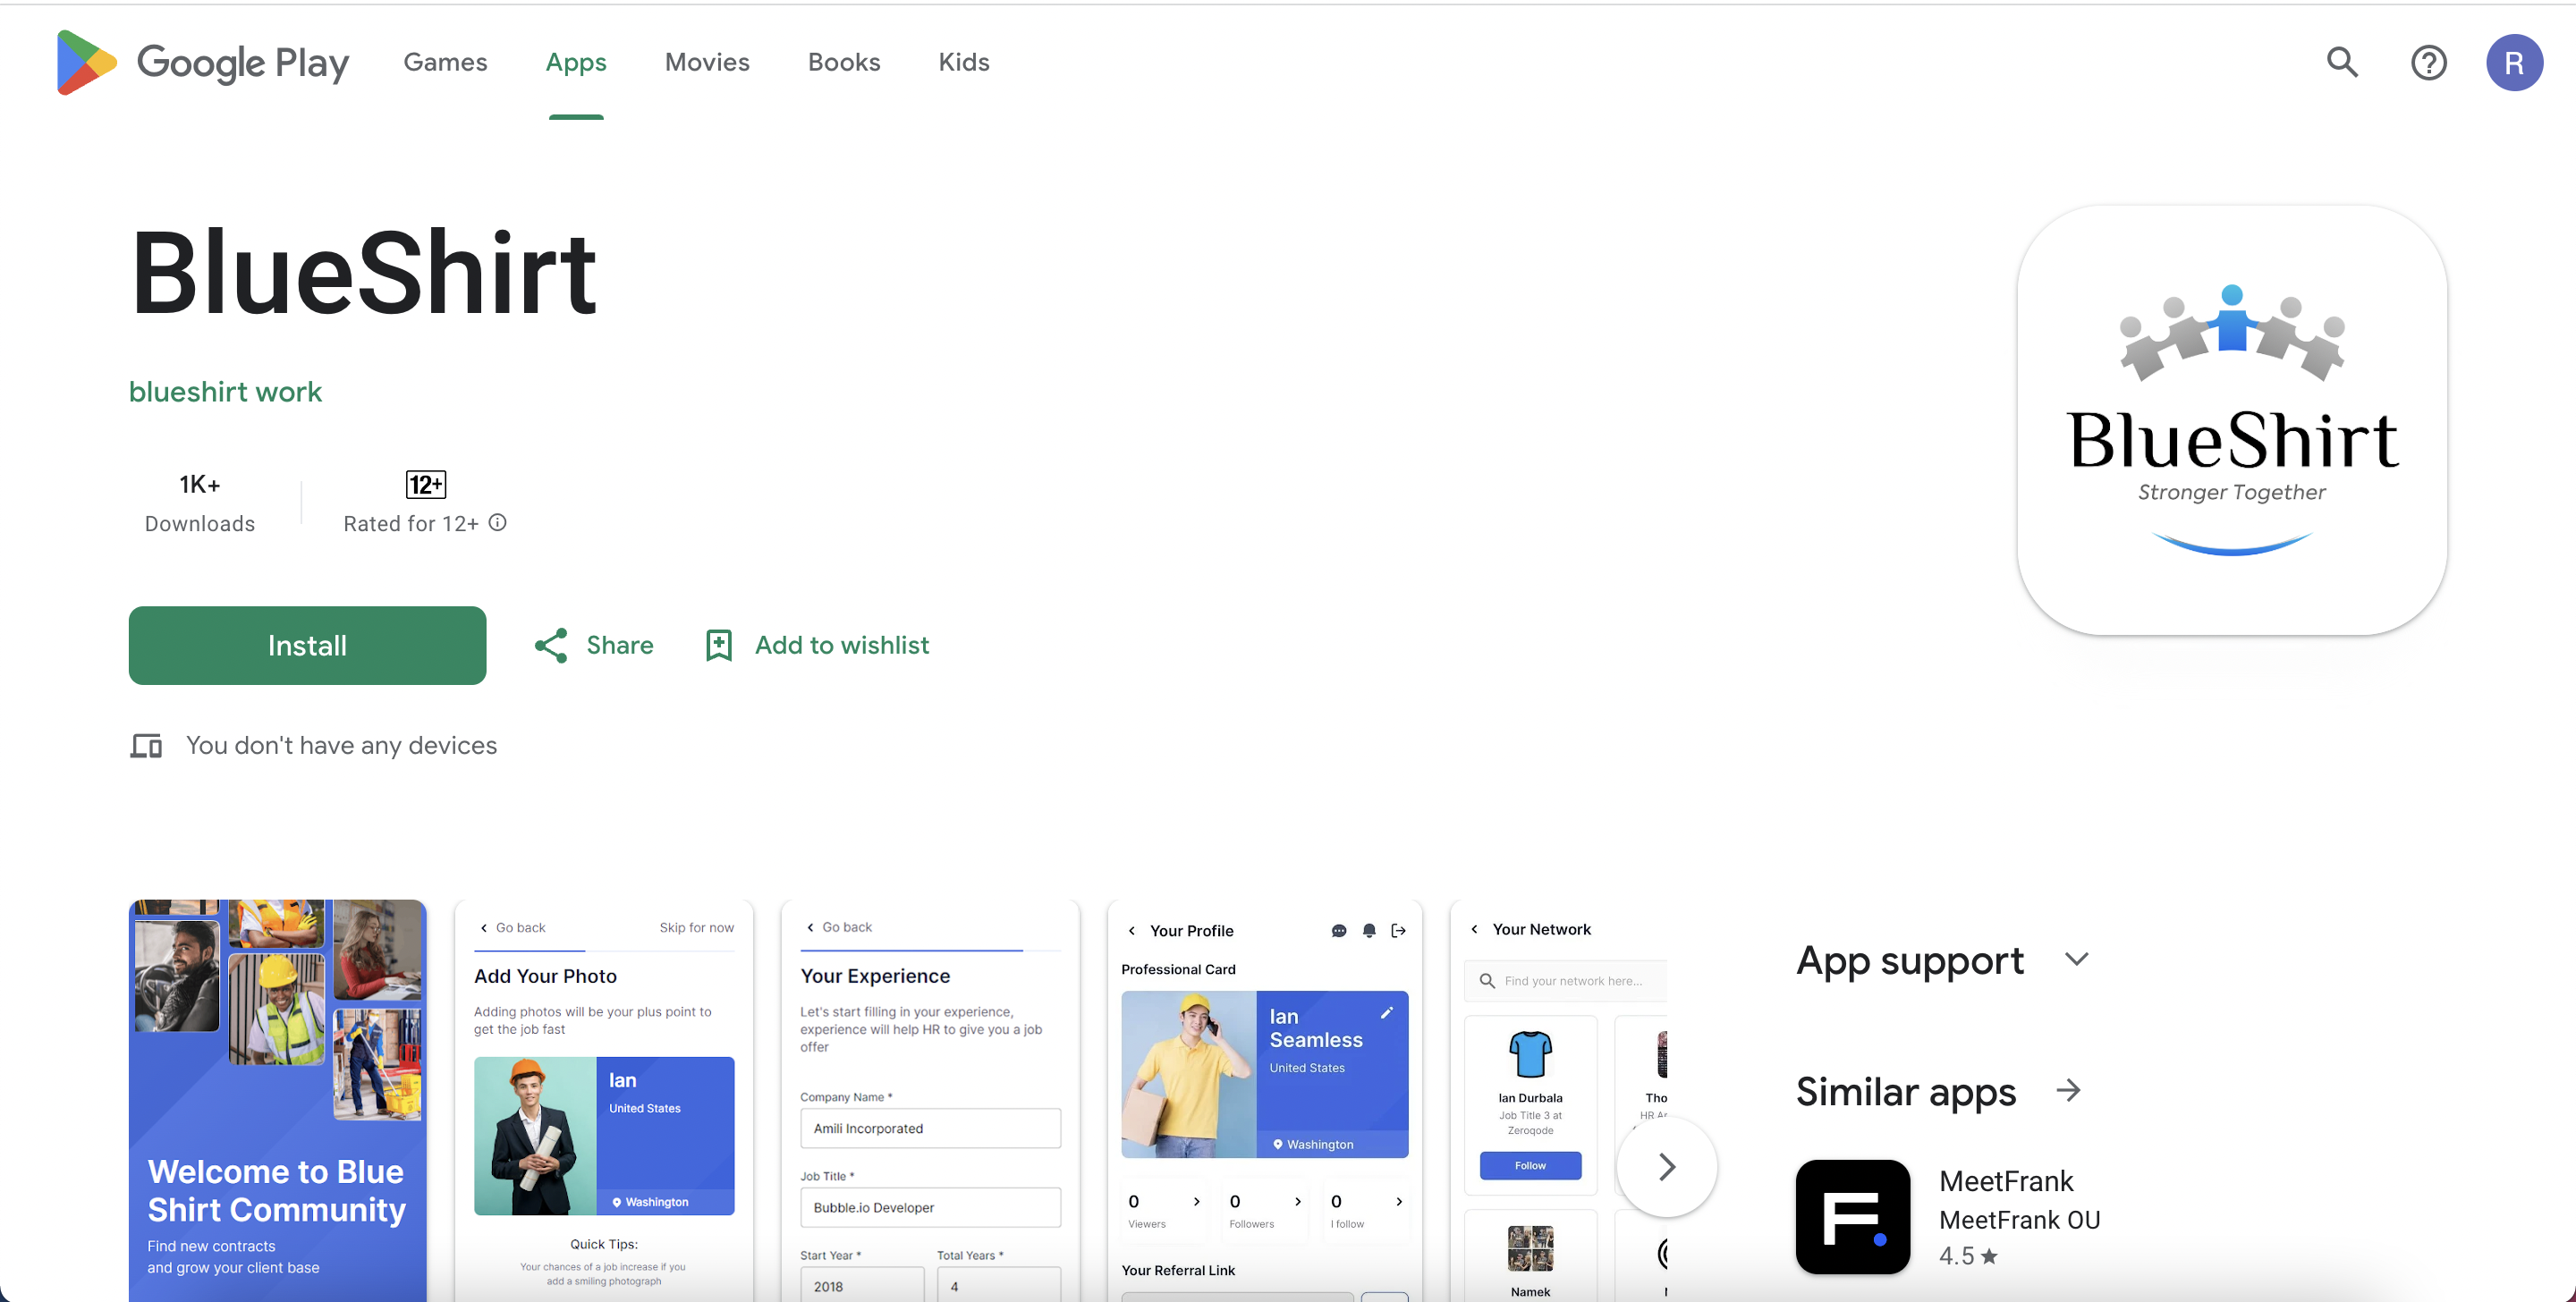 Google Play Games Apps Movies Books Kids
R
BlueShirt
blueshirt work
1K+
Downloads
12+
Rated for 12+
Install
Share
Add to wishlist
You don't have any devices
BlueShirt
Stronger Together
Welcome to Blue
Shirt Community
Find new contracts
and grow your client base
Go back Skip for now
Add Your Photo
Adding photos will be your plus point to
get the job fast
Ian
United States
Washington
Quick Tips:
Your chances of a job increase if you
add a smiling photograph
Go back
Your Experience
Let's start filling in your experience,
experience will help HR to give you a job
offer
Company Name *
Amili Incorporated
Job Title *
Bubble.io Developer
Start Year * Total Years *
2018 4
Your Profile
Professional Card
Ian
Seamless
United States
Washington
0 0 0
Viewers Followers I follow
Your Referral Link
Your Network
Find your network here...
Ian Durbala
Job Title 3 at
Zeroqode
Follow
Tho
Namek
App support
Similar apps
F.
MeetFrank
MeetFrank OU
4.5